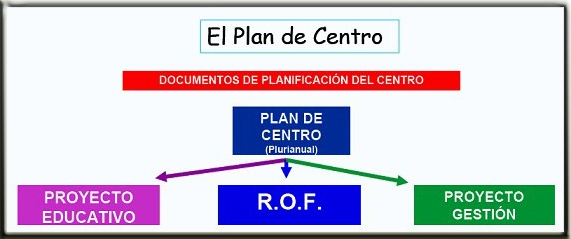 El Plan de Centro
DOCUMENTOS DE PLANIFICACIÓN DEL CENTRO
PLAN DE
CENTRO
(Plurianual)
PROYECTO
EDUCATIVO
R.O.F.
PROYECTO
GESTIÓN